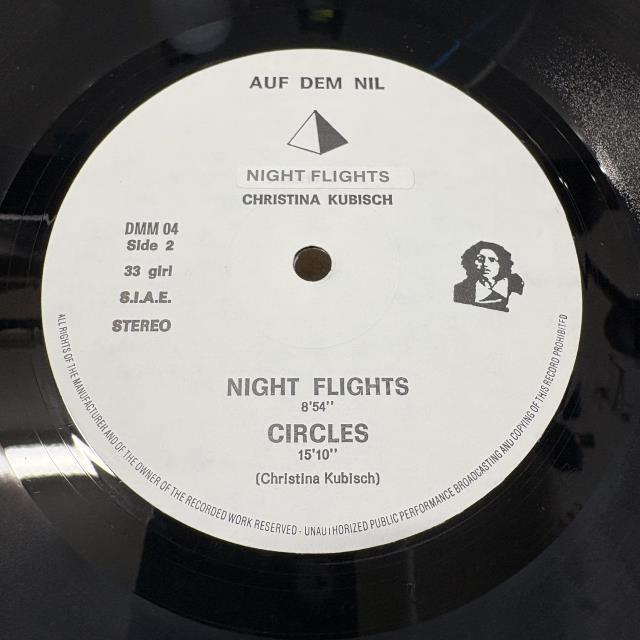 AUF DEM NIL
NIGHT FLIGHTS
CHRISTINA KUBISCH
DMM 04
Side 2
33 giri
S.I.A.E.
STEREO
NIGHT FLIGHTS
8'54''
CIRCLES
15'10''
(Christina Kubisch)
ALL RIGHTS OF THE MANUFACTURER AND OF THE OWNER OF THE RECORDED WORK RESERVED - UNAUTHORIZED PUBLIC PERFORMANCE BROADCASTING AND COPYING OF THIS RECORD PROHIBITED